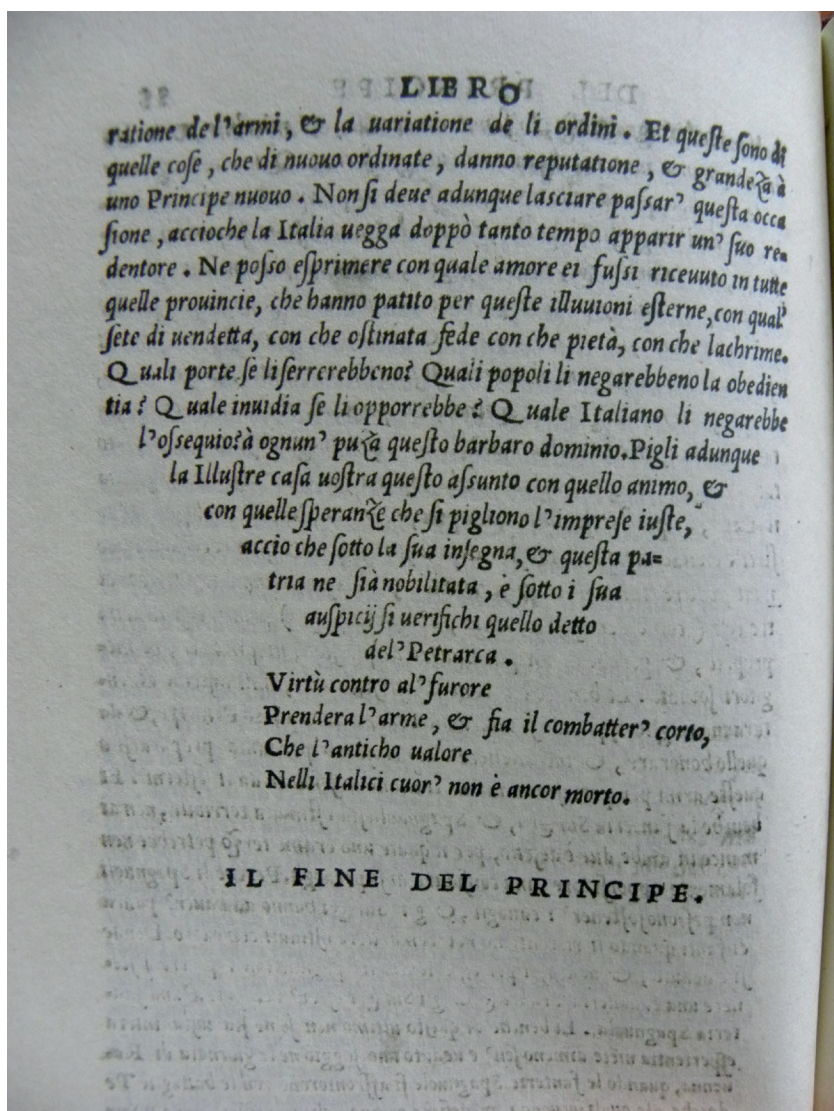 LIBRO
ratione del'armi, & la uariatione de li ordini. Et queſte ſono di
quelle coſe, che di nuouo ordinate, danno reputatione, & grandeza à
uno Principe nuouo. Non ſi deue adunque laſciare paſſar' queſta occa
ſione, accioche la Italia uegga doppò tanto tempo apparir un' ſuo re-
dentore. Ne poſſo eſprimere con quale amore ei fuſſi riceuuto in tutte
quelle prouincie, che hanno patito per queſte illuuioni eſterne, con qual'
ſete di uendetta, con che oſtinata fede con che pietà, con che lachrime.
Quali porte ſe li ſerrerebbeno? Quali popoli li negarebbeno la obedien
tia? Quale inuidia ſe li opporrebbe? Quale Italiano li negarebbe
l'oſſequio? à ognun' puza queſto barbaro dominio. Pigli adunque
la Illuſtre caſa uoſtra queſto aſſunto con quello animo, &
con quelle ſperanze che ſi pigliono l'impreſe iuſte,
accio che ſotto la ſua inſegna, & queſta pa=
tria ne ſià nobilitata, è ſotto i ſua
auſpicij ſi uerifichi quello detto
del'Petrarca.
Virtù contro al'furore
Prendera l'arme, & fia il combatter' corto,
Che l'anticho ualore
Nelli Italici cuor' non è ancor morto.
IL FINE DEL PRINCIPE.